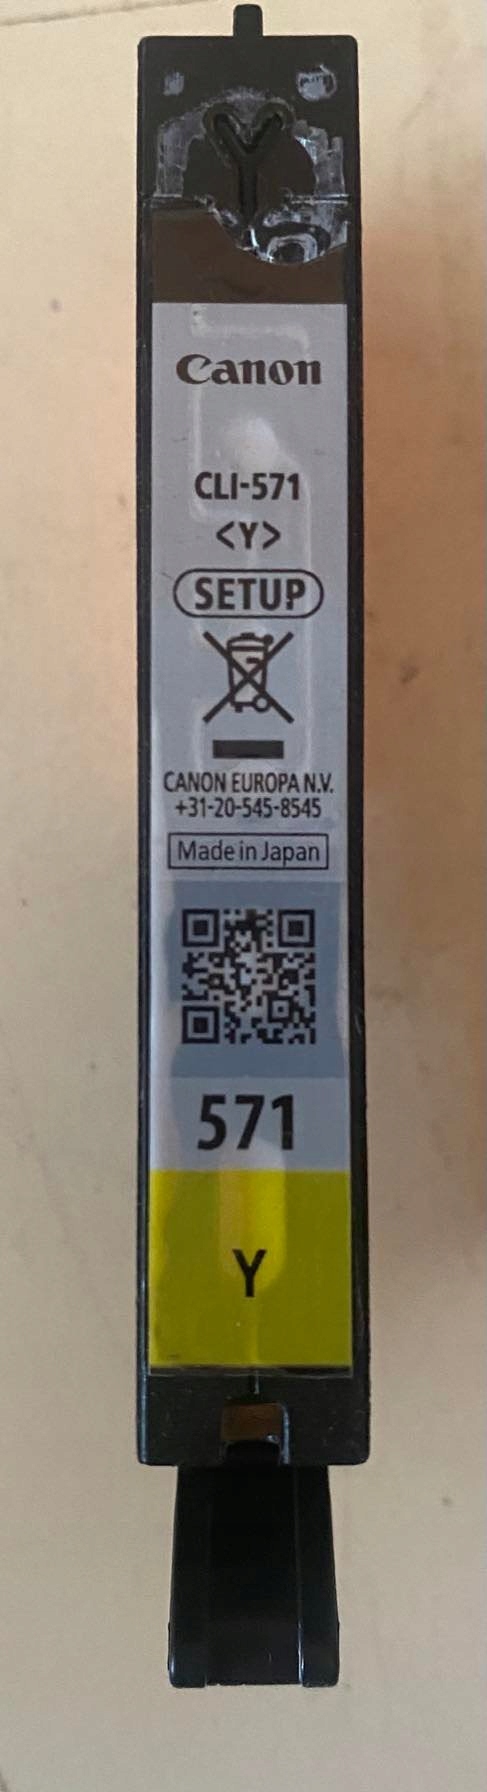 Y
Canon
CLI-571
<Y>
SETUP
CANON EUROPA N.V.
+31-20-545-8545
Made in Japan
571
Y